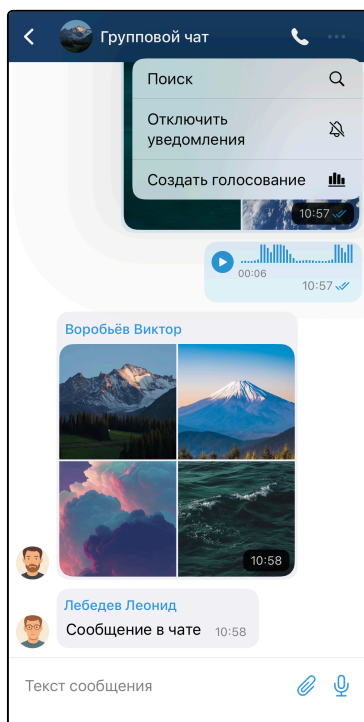 Групповой чат
Поиск
Отключить
уведомления
Создать голосование
10:57
00:06
10:57
Воробьёв Виктор
10:58
Лебедев Леонид
Сообщение в чате 10:58
Текст сообщения